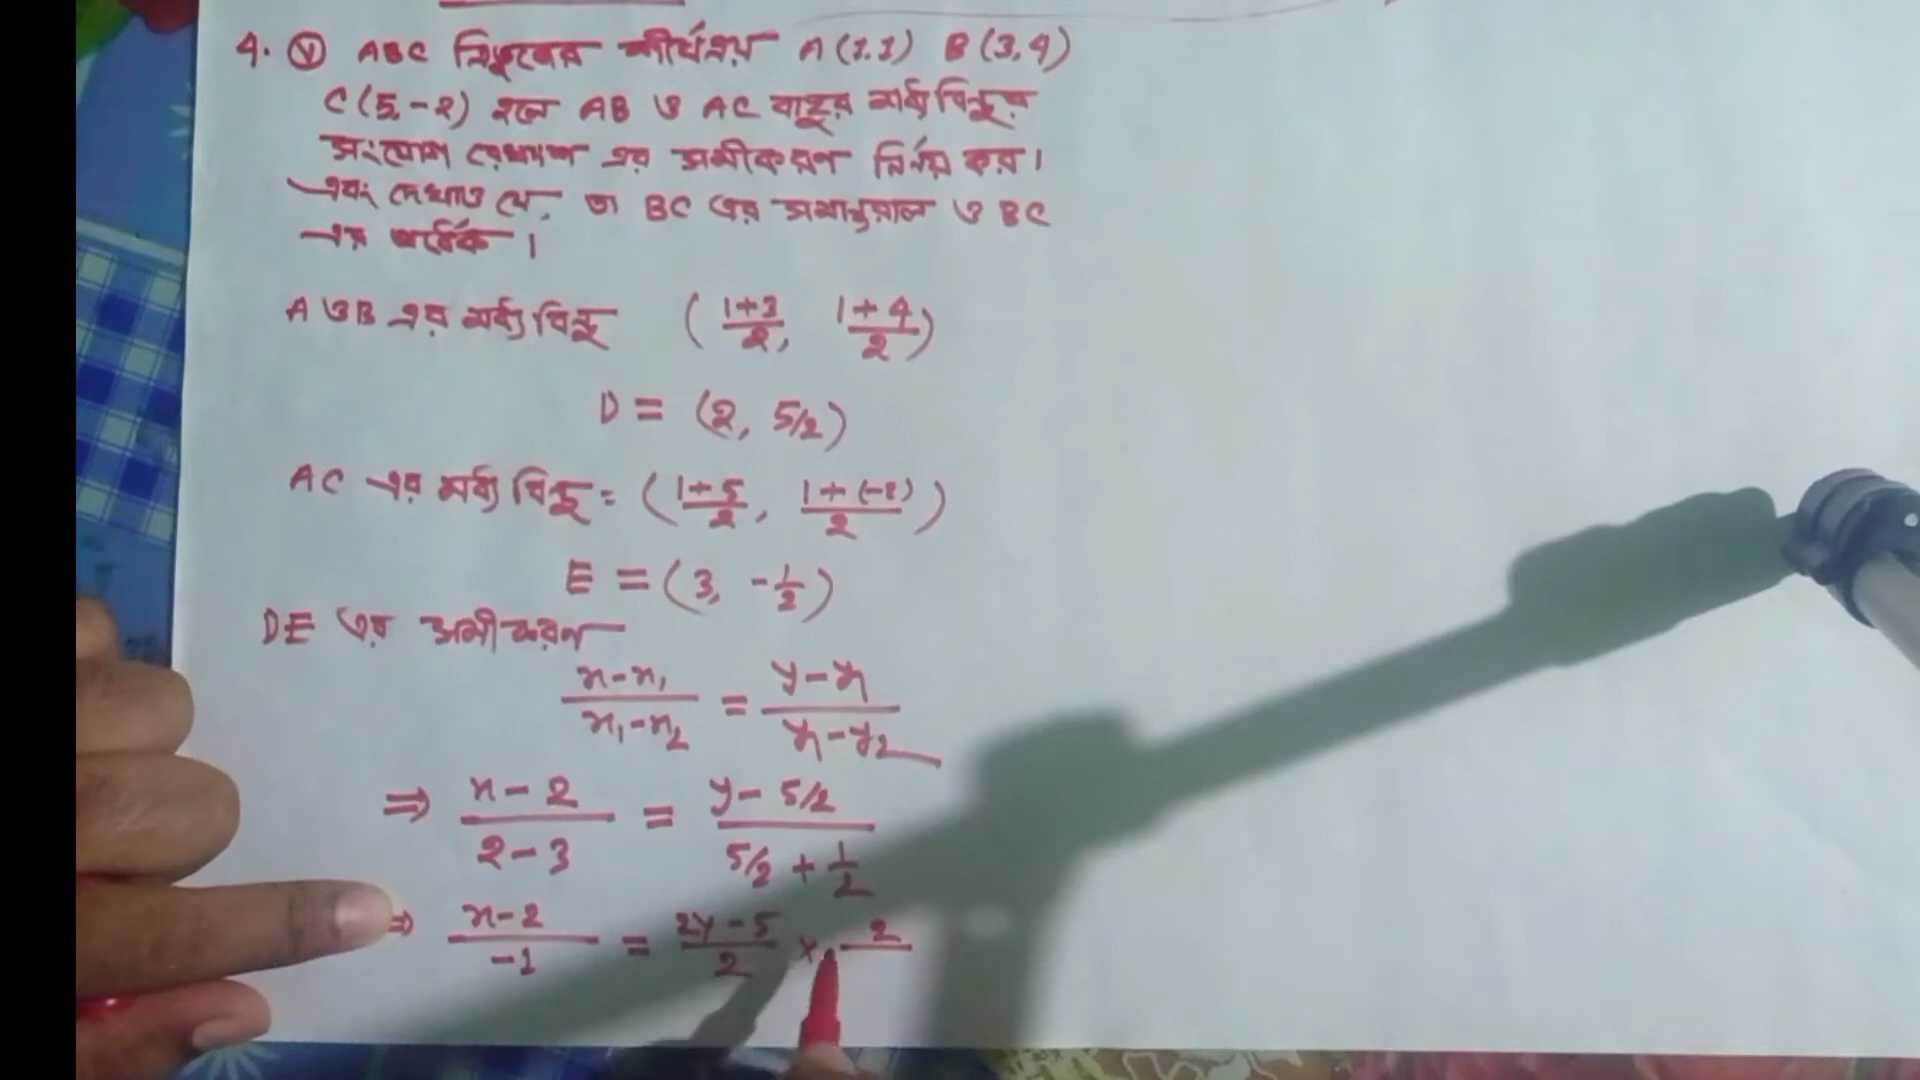 4. (v) ABC ত্রিভুজের শীর্ষত্রয় A(1,1) B(3,4)
C(5,-2) হলে AB ও AC বাহুর মধ্যবিন্দুর
সংযোগ রেখাংশ এর সমীকরণ নির্ণয় কর।
এবং দেখাও যে, তা BC এর সমান্তরাল ও BC
এর অর্ধেক।
A ও B এর মধ্যবিন্দু ( (1+3)/2, (1+4)/2 )
D = (2, 5/2)
AC এর মধ্যবিন্দু = ( (1+5)/2, (1+(-2))/2 )
E = (3, -1/2)
DE এর সমীকরণ
(x-x₁)/(x₁-x₂) = (y-y₁)/(y₁-y₂)
⇒ (x-2)/(2-3) = (y-5/2)/(5/2+1/2)
⇒ (x-2)/-1 = (2y-5)/2 × 2/